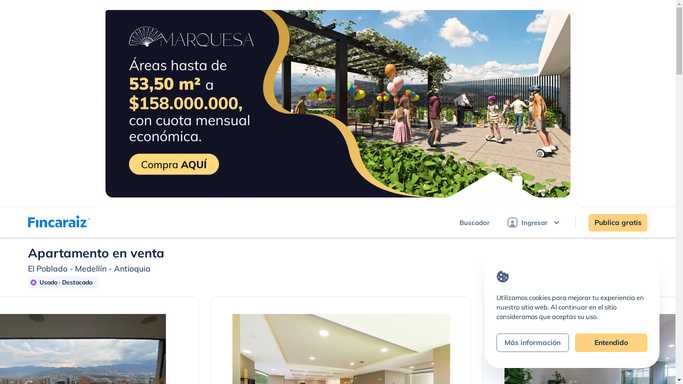 MARQUESA
Áreas hasta de
53,50 m² a
$158.000.000,
con cuota mensual
económica.
Compra AQUÍ
Fincaraiz
Buscador
Ingresar
Publica gratis
Apartamento en venta
El Poblado - Medellín - Antioquia
Usado · Destacado
Utilizamos cookies para mejorar tu experiencia en
nuestro sitio web. Al continuar en el sitio
consideramos que aceptas su uso.
Más información
Entendido